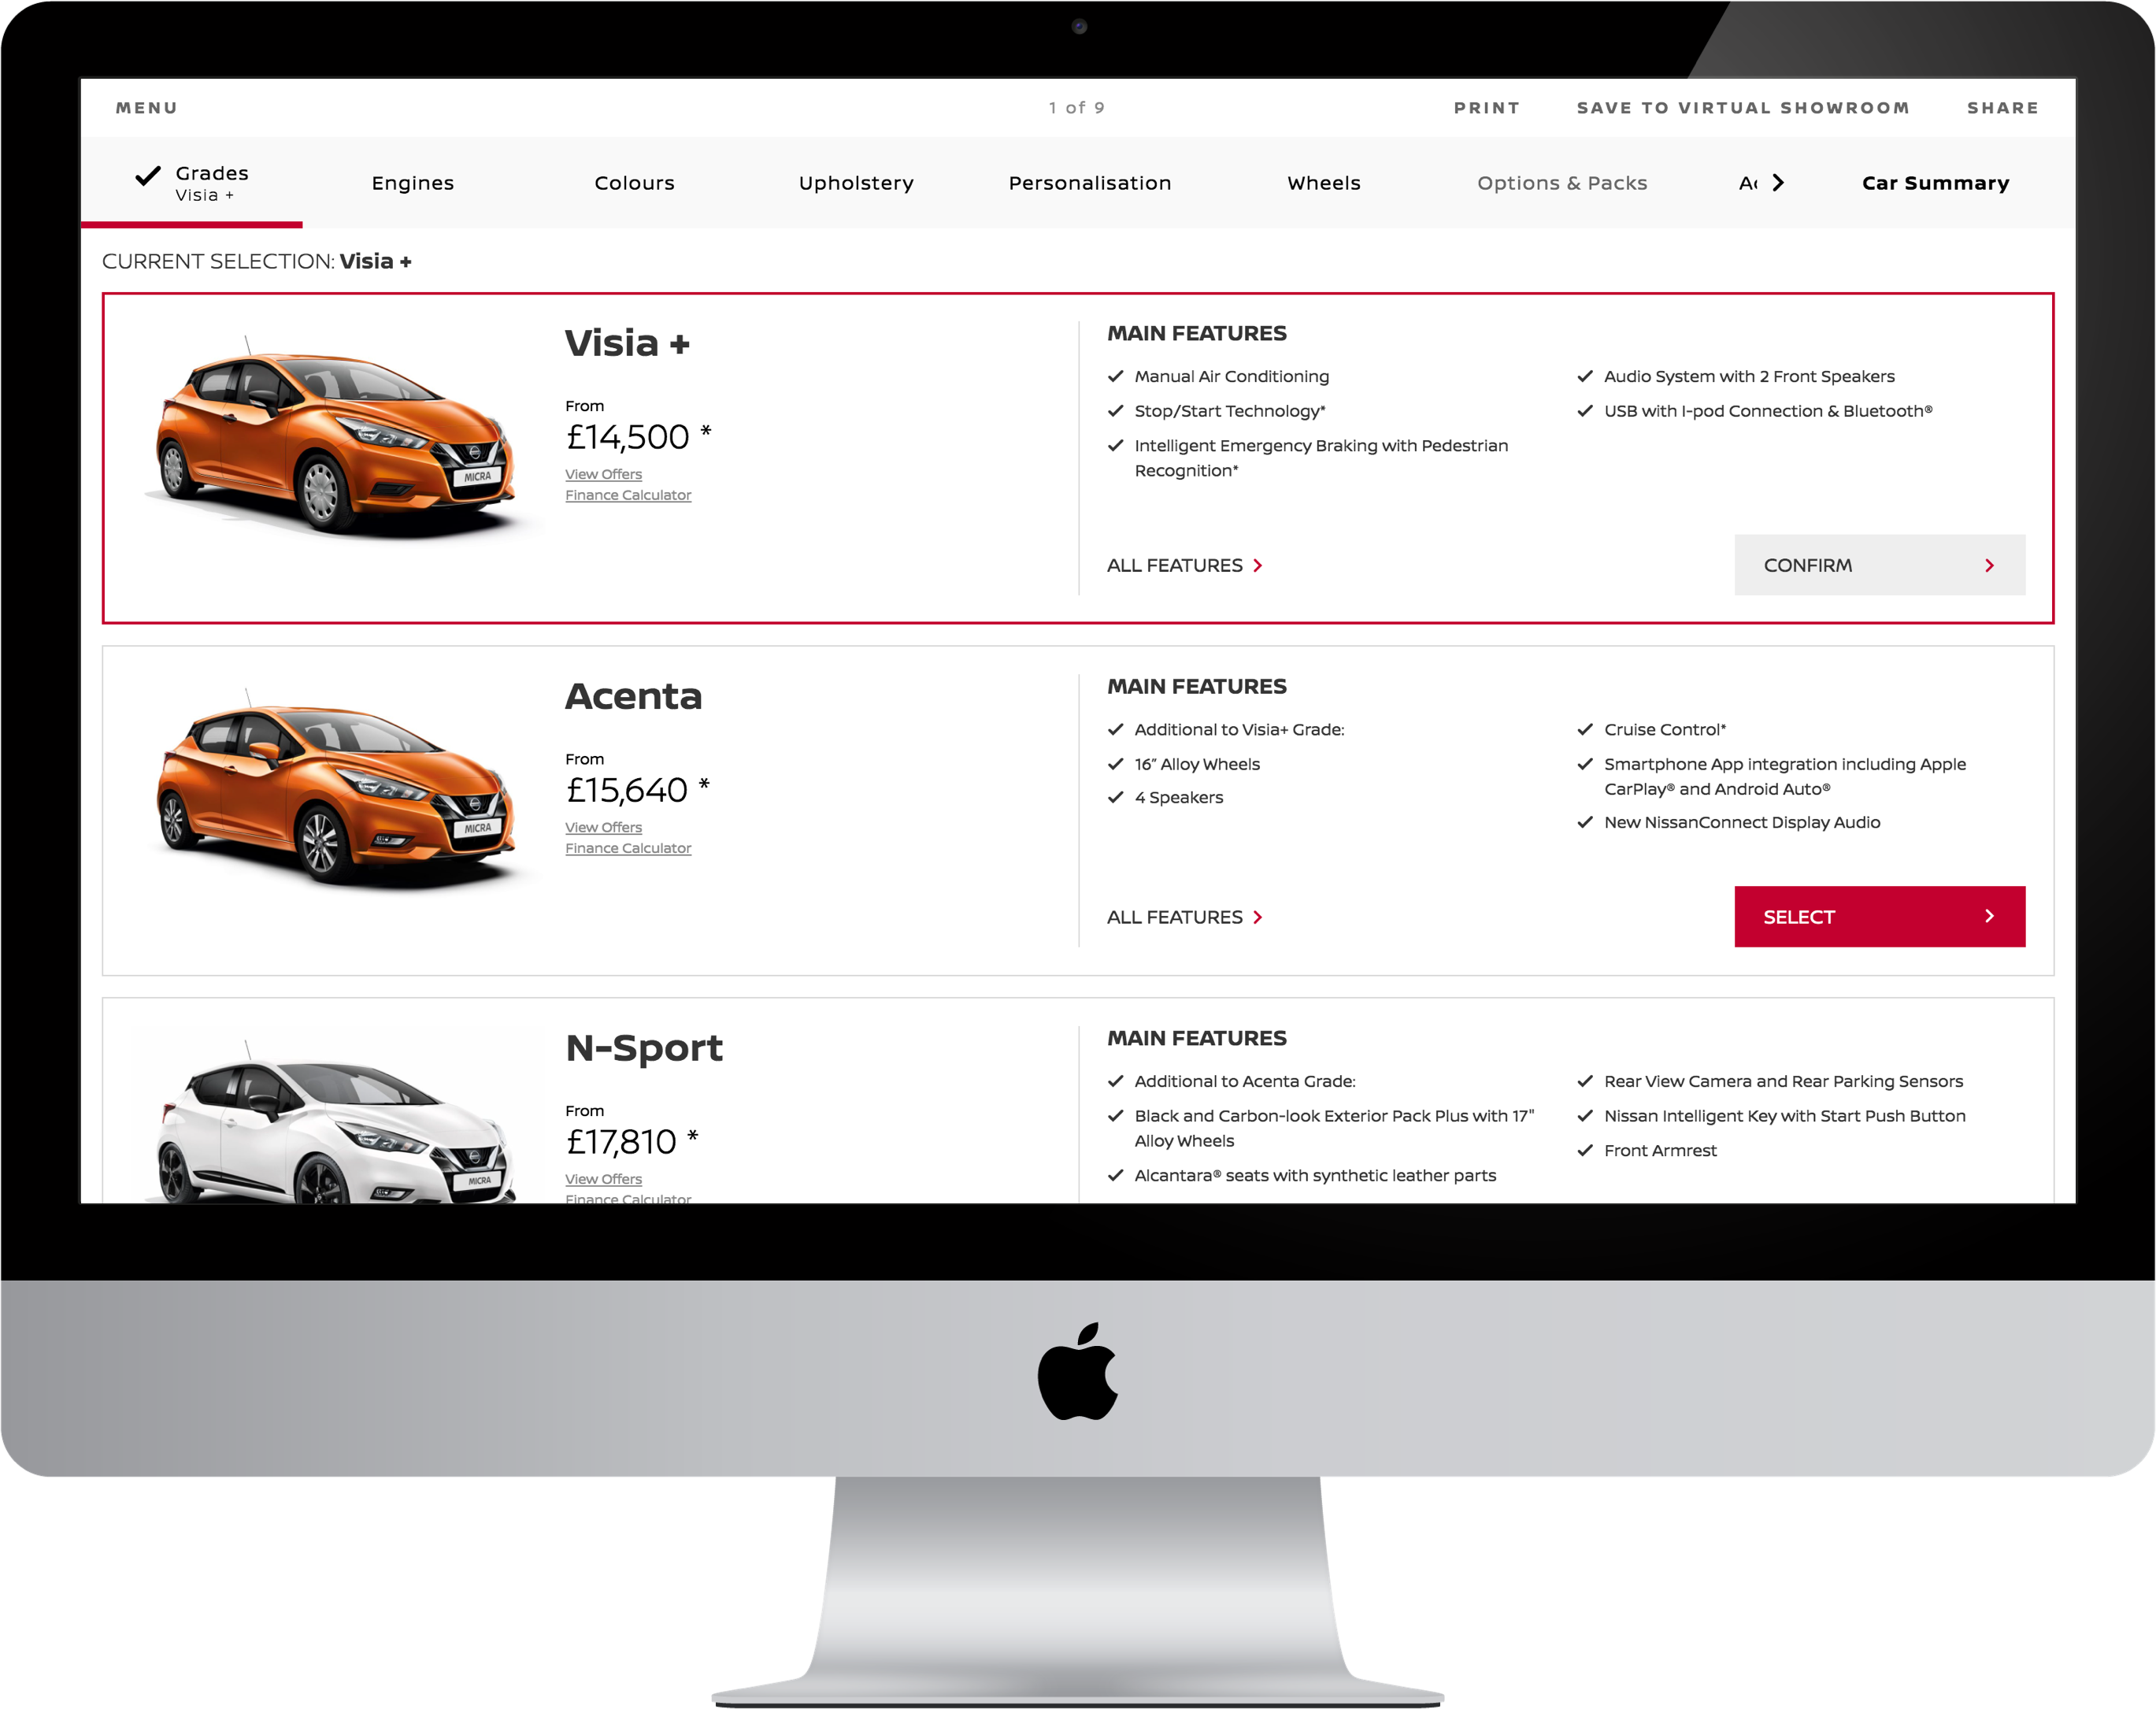 MENU
1 of 9
PRINT
SAVE TO VIRTUAL SHOWROOM
SHARE
Grades
Visia +
Engines
Colours
Upholstery
Personalisation
Wheels
Options & Packs
Car Summary
CURRENT SELECTION: Visia +
Visia +
From
£14,500 *
View Offers
Finance Calculator
MICRA
MAIN FEATURES
Manual Air Conditioning
Stop/Start Technology*
Intelligent Emergency Braking with Pedestrian
Recognition*
Audio System with 2 Front Speakers
USB with I-pod Connection & Bluetooth®
ALL FEATURES
CONFIRM
Acenta
From
£15,640 *
View Offers
Finance Calculator
MICRA
MAIN FEATURES
Additional to Visia+ Grade:
16” Alloy Wheels
4 Speakers
Cruise Control*
Smartphone App integration including Apple
CarPlay® and Android Auto®
New NissanConnect Display Audio
ALL FEATURES
SELECT
N-Sport
From
£17,810 *
View Offers
Finance Calculator
MICRA
MAIN FEATURES
Additional to Acenta Grade:
Black and Carbon-look Exterior Pack Plus with 17"
Alloy Wheels
Alcantara® seats with synthetic leather parts
Rear View Camera and Rear Parking Sensors
Nissan Intelligent Key with Start Push Button
Front Armrest